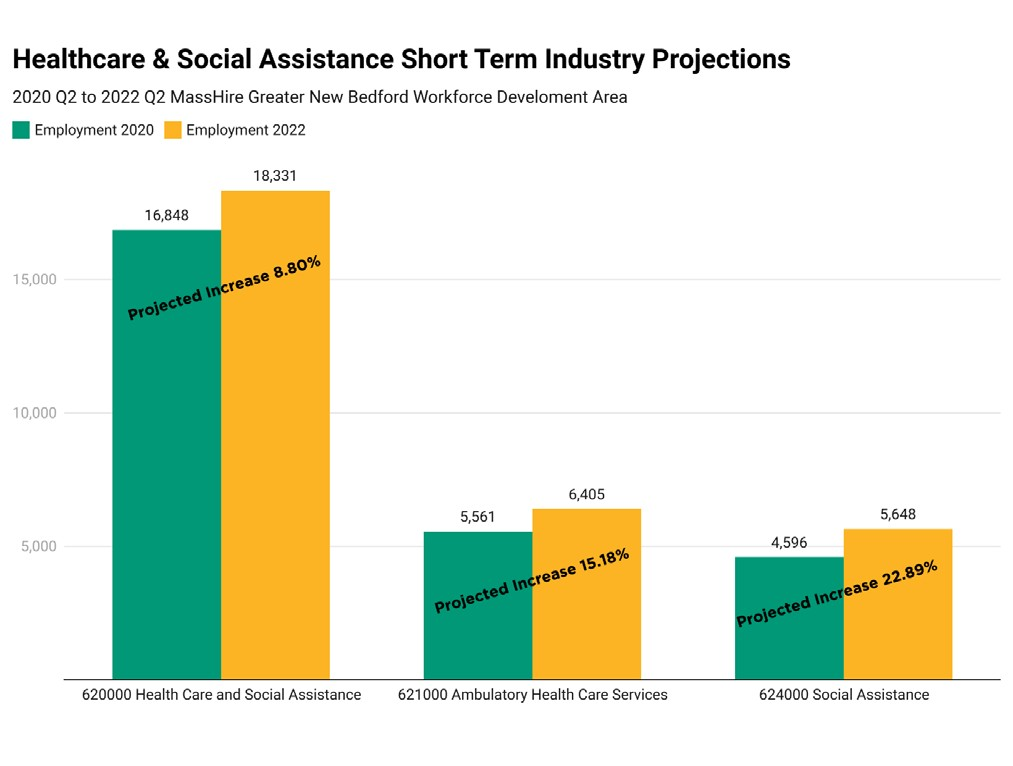 Healthcare & Social Assistance Short Term Industry Projections
2020 Q2 to 2022 Q2 MassHire Greater New Bedford Workforce Develoment Area
Employment 2020 Employment 2022
18,331
16,848
15,000
Projected Increase 8.80%
10,000
6,405
5,561
5,648
4,596
5,000
Projected Increase 15.18%
Projected Increase 22.89%
620000 Health Care and Social Assistance 621000 Ambulatory Health Care Services 624000 Social Assistance